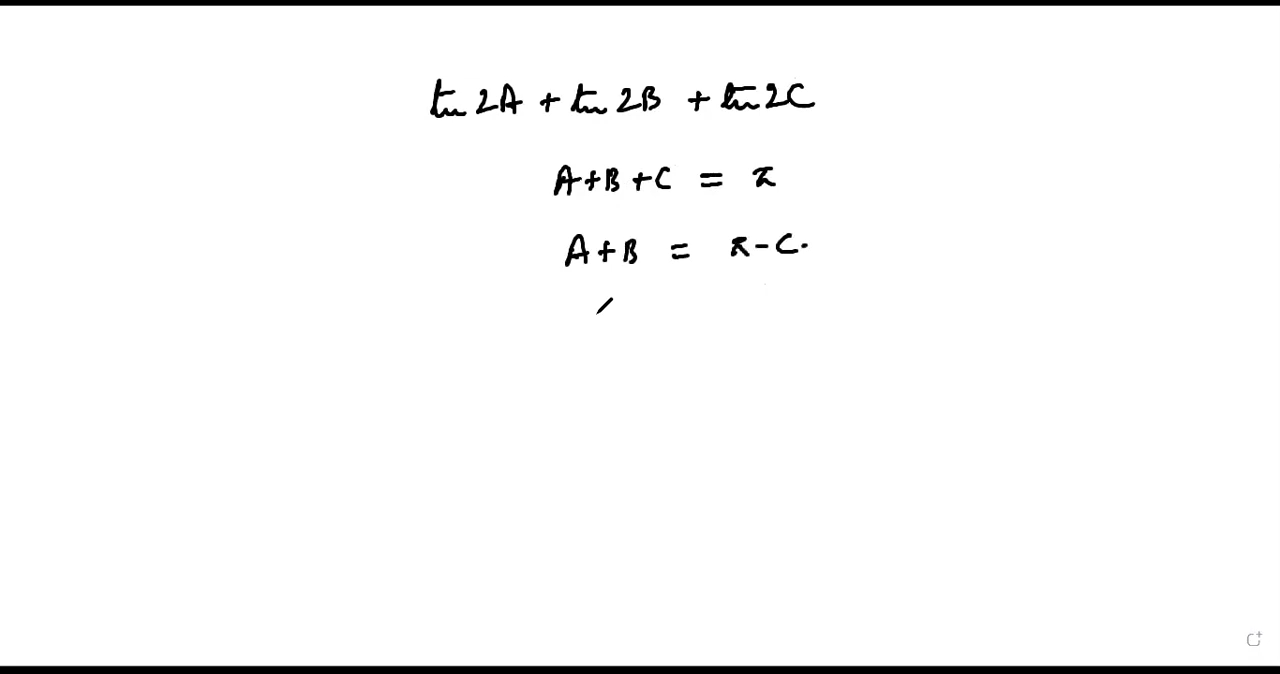 tan 2A + tan 2B + tan 2C
A+B+C = π
A+B = π-C.